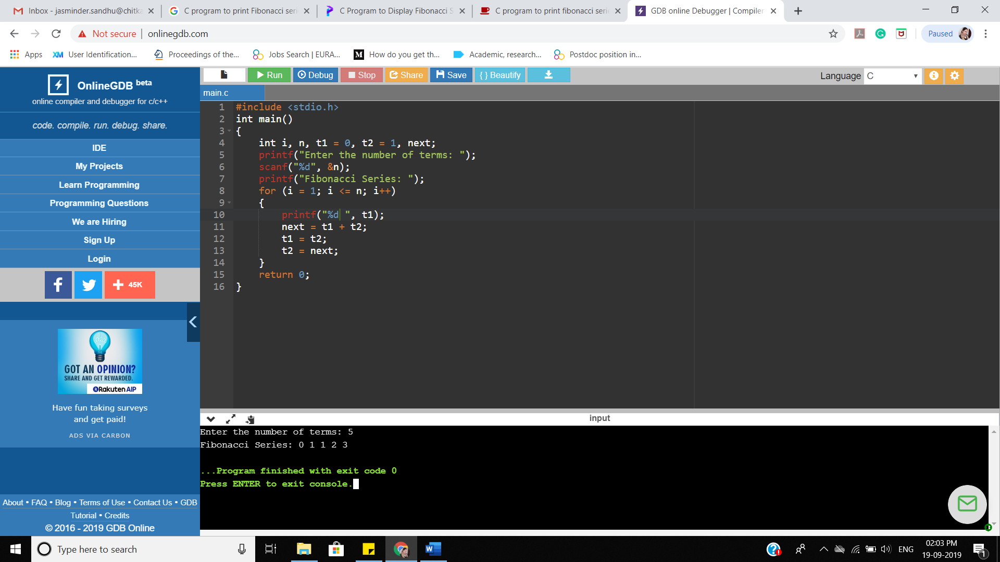 Inbox - jasminder.sandhu@chitka
C program to print Fibonacci seri
C Program to Display Fibonacci S
C program to print fibonacci serie
GDB online Debugger | Compiler
Not secure | onlinegdb.com
Paused
Apps
User Identification...
Proceedings of the...
Jobs Search | EURA...
How do you get th...
Academic, research...
Postdoc position in...
OnlineGDB beta
online compiler and debugger for c/c++
code. compile. run. debug. share.
IDE
My Projects
Learn Programming
Programming Questions
We are Hiring
Sign Up
Login
45K
GOT AN OPINION?
SHARE AND GET REWARDED.
Rakuten AIP
Have fun taking surveys
and get paid!
ADS VIA CARBON
About • FAQ • Blog • Terms of Use • Contact Us • GDB
Tutorial • Credits
© 2016 - 2019 GDB Online
Run Debug Stop Share Save { } Beautify
Language C
main.c
1 #include <stdio.h>
2 int main()
3 {
4 int i, n, t1 = 0, t2 = 1, next;
5 printf("Enter the number of terms: ");
6 scanf("%d", &n);
7 printf("Fibonacci Series: ");
8 for (i = 1; i <= n; i++)
9 {
10 printf("%d ", t1);
11 next = t1 + t2;
12 t1 = t2;
13 t2 = next;
14 }
15 return 0;
16 }
input
Enter the number of terms: 5
Fibonacci Series: 0 1 1 2 3
...Program finished with exit code 0
Press ENTER to exit console.
Type here to search
ENG
02:03 PM
19-09-2019
1